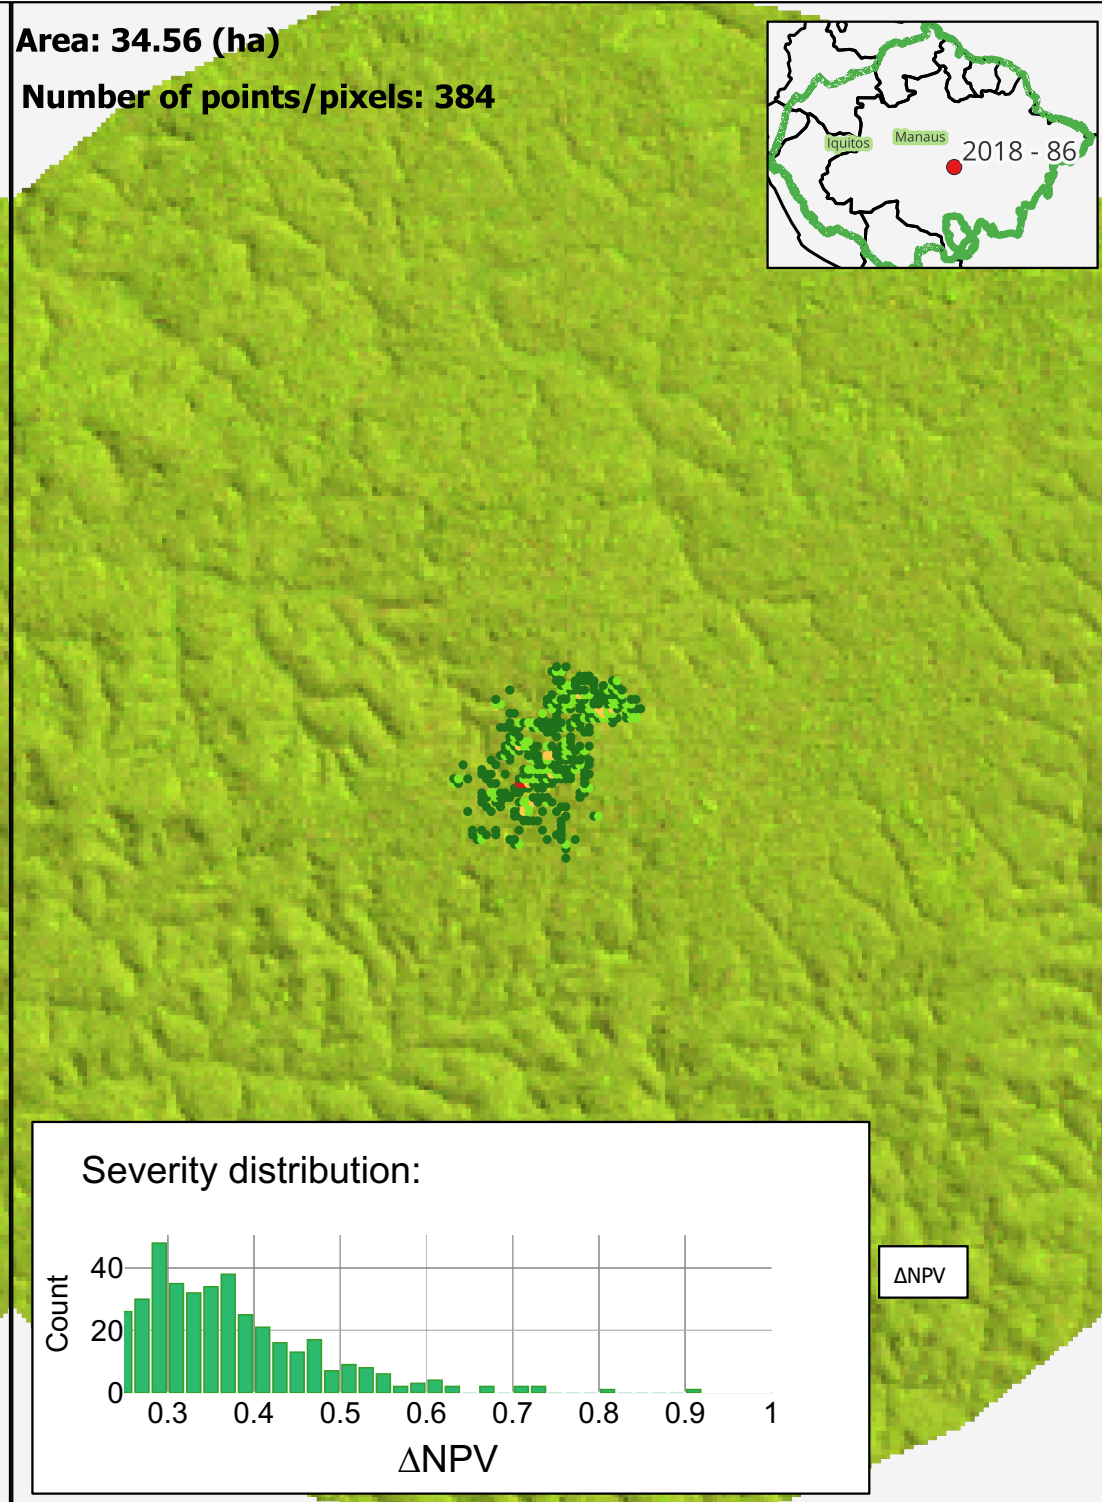 Area: 34.56 (ha)
Number of points/pixels: 384
Iquitos
Manaus
2018 - 86
Severity distribution:
Count
40
20
0
0.3 0.4 0.5 0.6 0.7 0.8 0.9 1
ΔNPV
ΔNPV